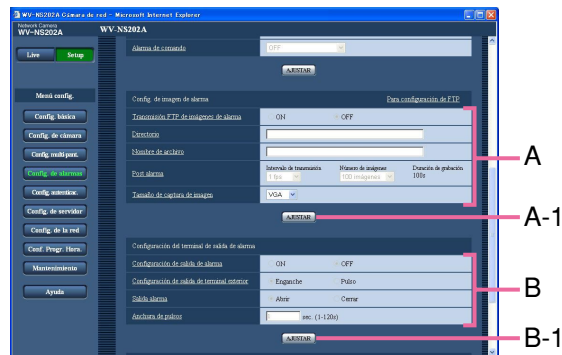 WV-NS202A Cámara de red - Microsoft Internet Explorer
Network Camera
WV-NS202A
WV-NS202A
Live
Setup
Menú config.
Config. básica
Config. de cámara
Config. multi-pant.
Config. de alarmas
Config. autenticac.
Config. de servidor
Config. de la red
Conf. Progr. Hora.
Mantenimiento
Ayuda
Alarma de comando
OFF
AJUSTAR
Config. de imagen de alarma
Para configuración de FTP
Transmisión FTP de imágenes de alarma
ON
OFF
Directorio
Nombre de archivo
Post alarma
Intervalo de transmisión
Número de imágenes
Duración de grabación
1 fps
100 imágenes
100s
Tamaño de captura de imagen
VGA
AJUSTAR
Configuración del terminal de salida de alarma
Configuración de salida de alarma
ON
OFF
Configuración de salida de terminal exterior
Enganche
Pulso
Salida alarma
Abrir
Cerrar
Anchura de pulsos
sec. (1-120s)
AJUSTAR
A
A-1
B
B-1